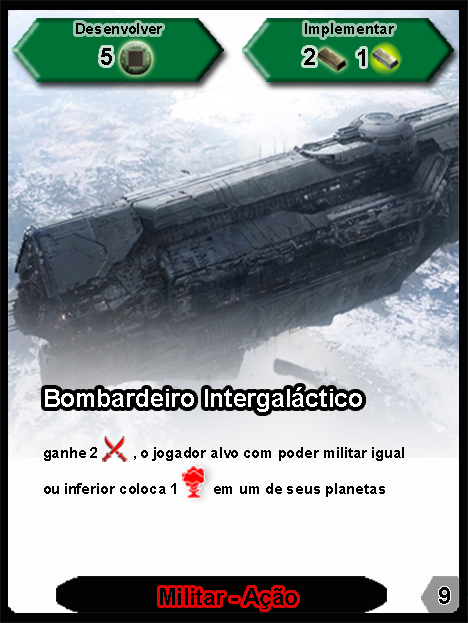 Desenvolver
5
Implementar
2 1
Bombardeiro Intergaláctico
ganhe 2 , o jogador alvo com poder militar igual
ou inferior coloca 1 em um de seus planetas
Militar - Ação
9